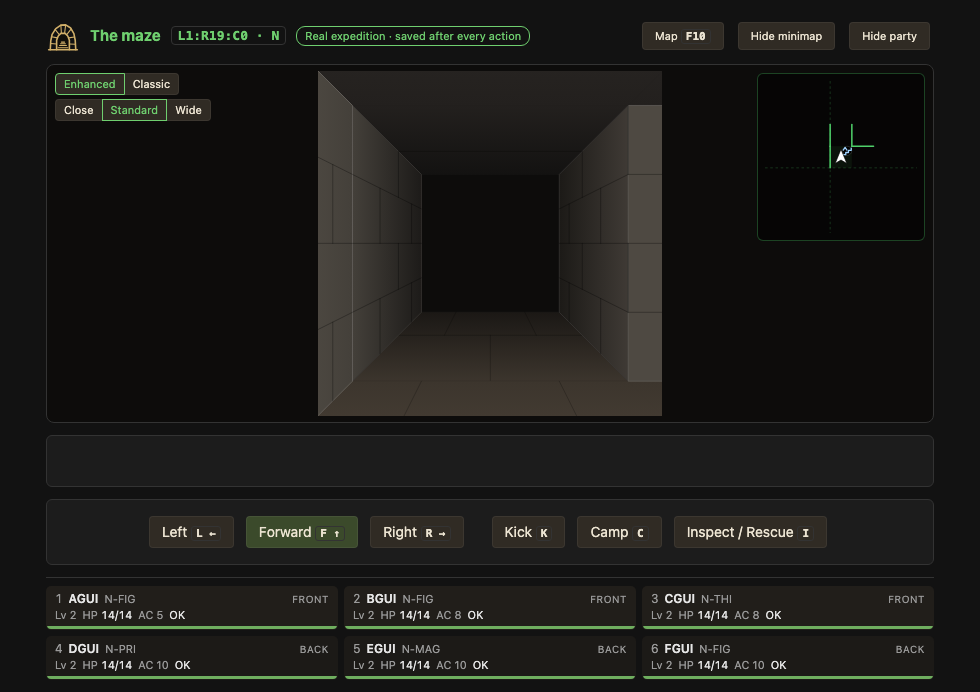 The maze L1:R19:C0 · N Real expedition · saved after every action Map F10 Hide minimap Hide party
Enhanced Classic
Close Standard Wide
Left L ← Forward F ↑ Right R → Kick K Camp C Inspect / Rescue I
1 AGUI N-FIG FRONT
Lv 2 HP 14/14 AC 5 OK
2 BGUI N-FIG FRONT
Lv 2 HP 14/14 AC 8 OK
3 CGUI N-THI FRONT
Lv 2 HP 14/14 AC 8 OK
4 DGUI N-PRI BACK
Lv 2 HP 14/14 AC 10 OK
5 EGUI N-MAG BACK
Lv 2 HP 14/14 AC 10 OK
6 FGUI N-FIG BACK
Lv 2 HP 14/14 AC 10 OK